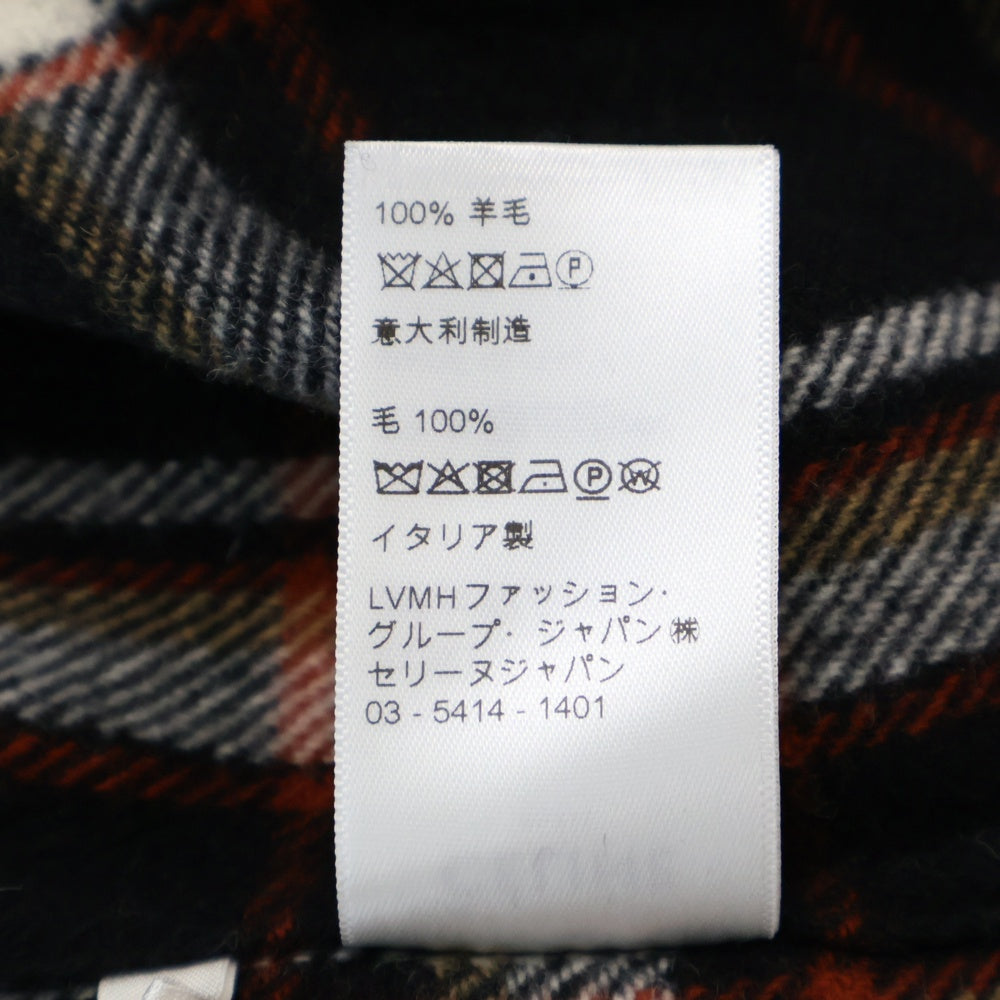 100% 羊毛
P
意大利制造
毛 100%
P W
イタリア製
LVMHファッション・
グループ・ ジャパン㈱
セリーヌジャパン
03 - 5414 - 1401